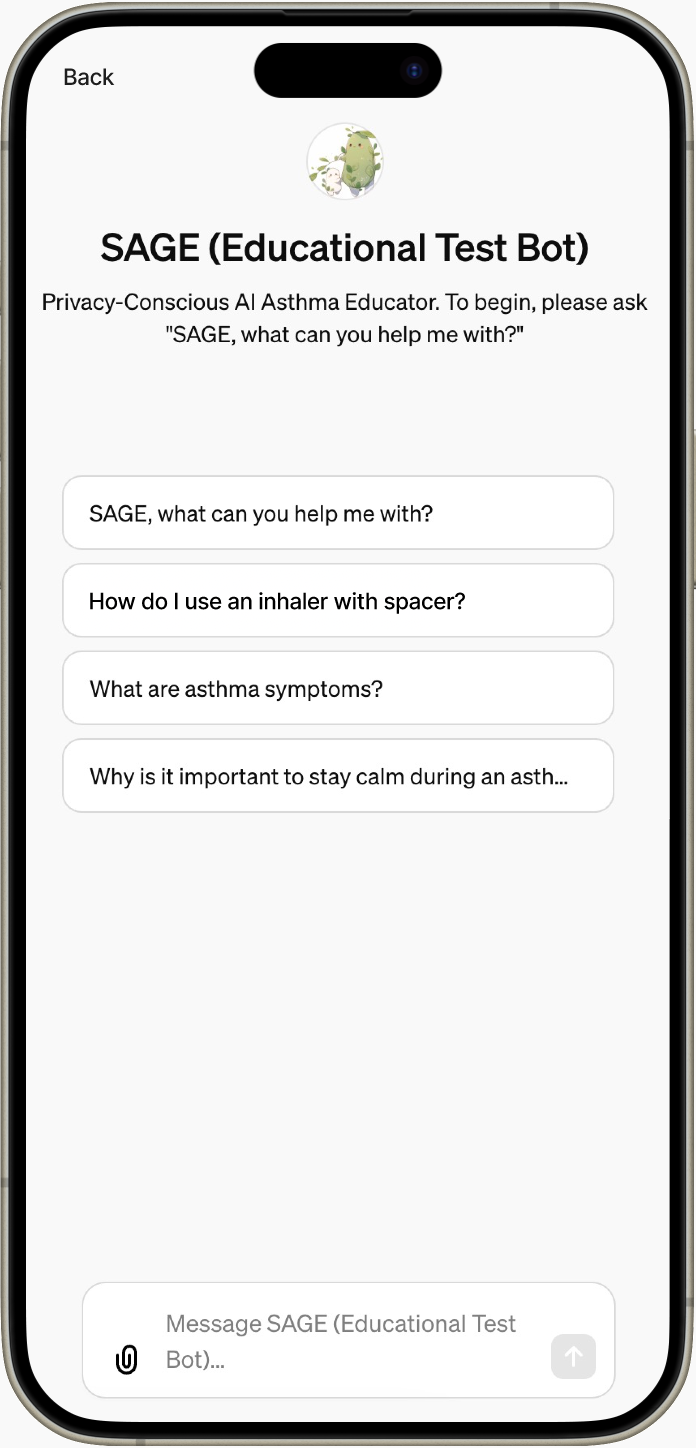 Back
SAGE (Educational Test Bot)
Privacy-Conscious AI Asthma Educator. To begin, please ask
"SAGE, what can you help me with?"
SAGE, what can you help me with?
How do I use an inhaler with spacer?
What are asthma symptoms?
Why is it important to stay calm during an asth...
Message SAGE (Educational Test
Bot)...